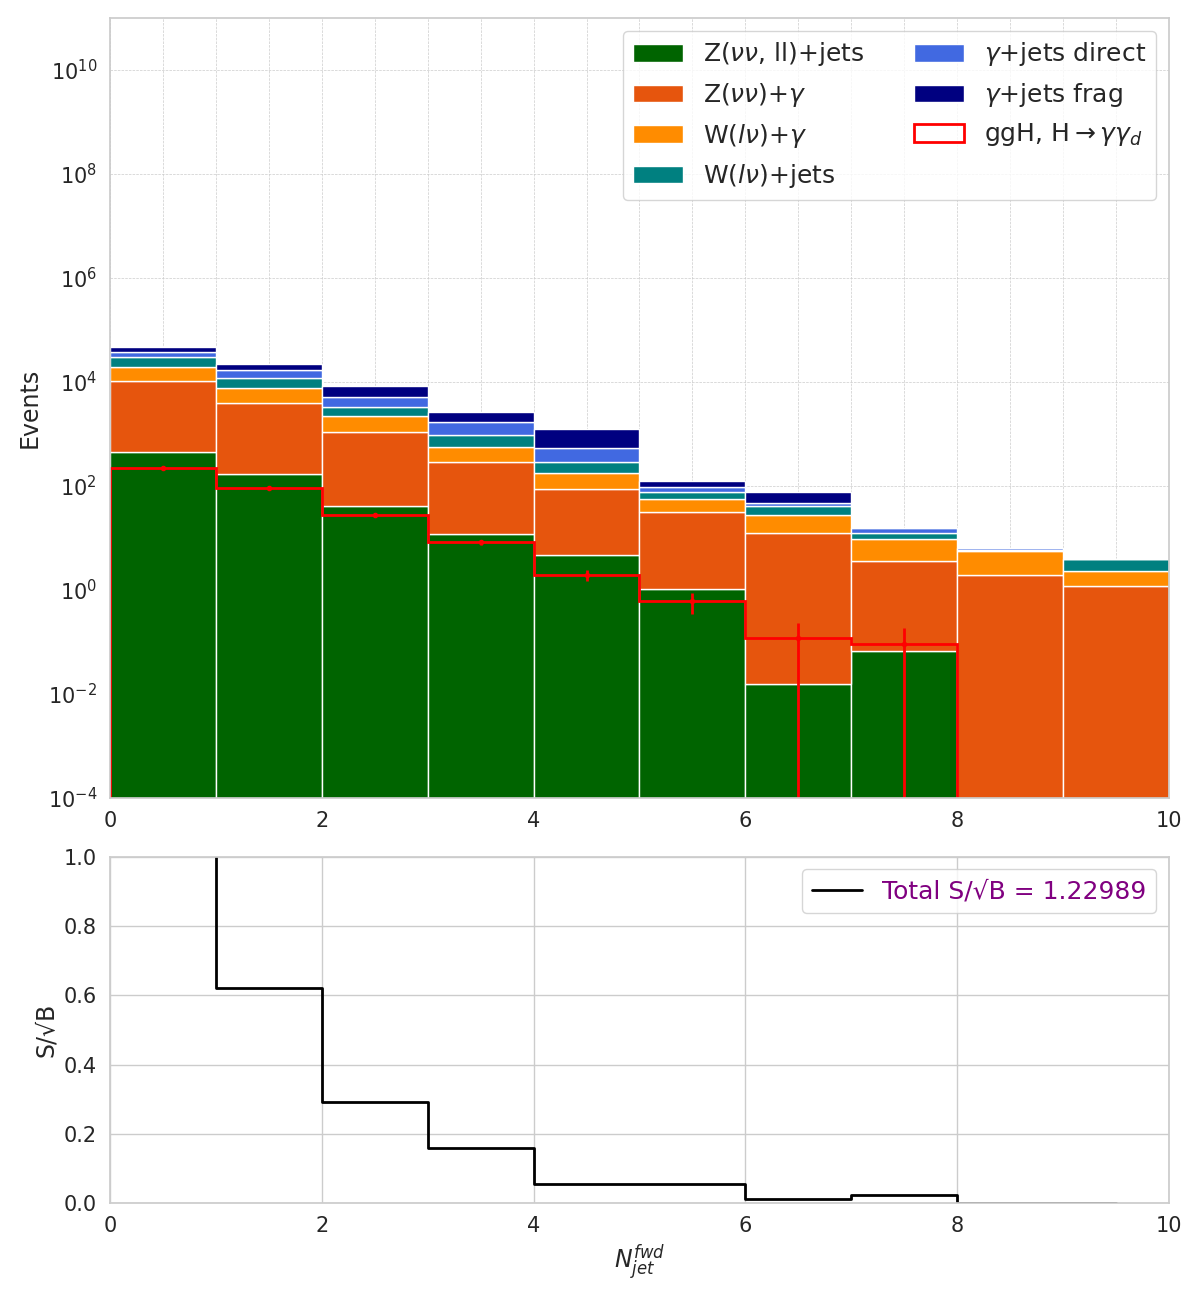 Z(νν, ll)+jets
Z(νν)+γ
W(lν)+γ
W(lν)+jets
γ+jets direct
γ+jets frag
ggH, H→γγ_d
Events
10^10
10^8
10^6
10^4
10^2
10^0
10^−2
10^−4
0 2 4 6 8 10
Total S/√B = 1.22989
S/√B
1.0
0.8
0.6
0.4
0.2
0.0
0 2 4 6 8 10
N_jet^fwd